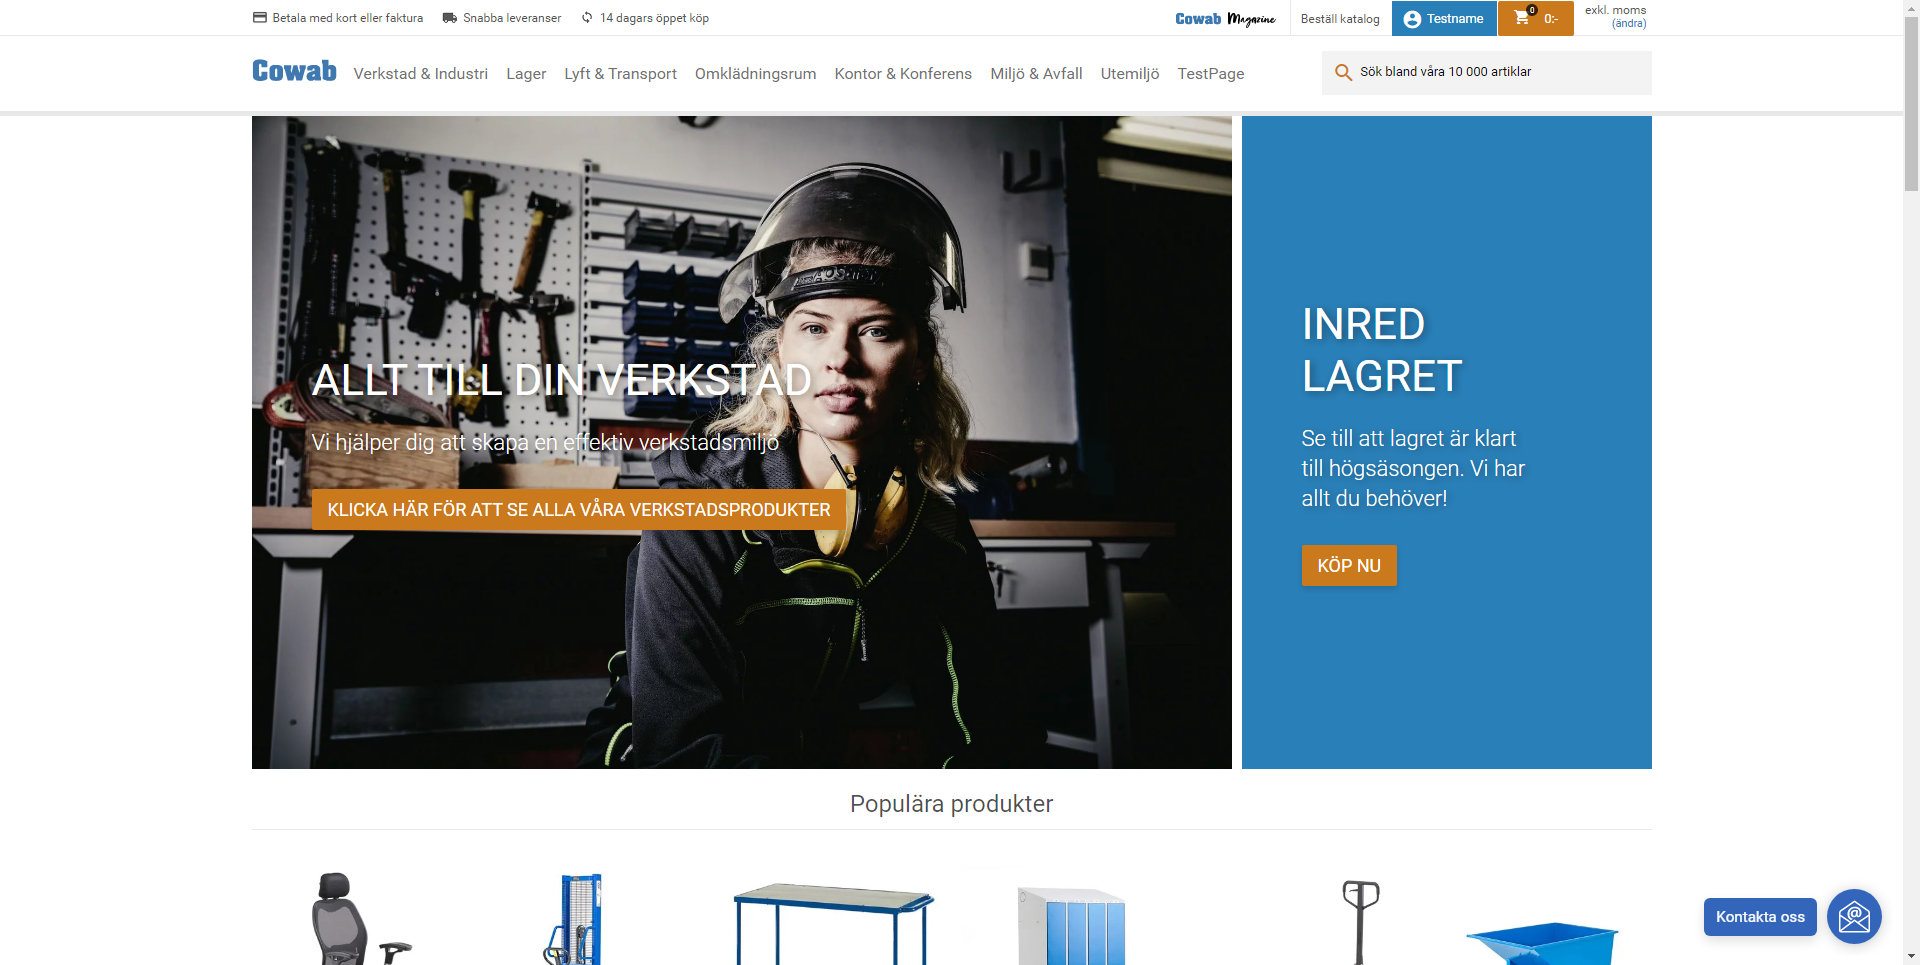 Betala med kort eller faktura
Snabba leveranser
14 dagars öppet köp
Cowab Magazine
Beställ katalog
Testname
0
0:-
exkl. moms
(ändra)
Cowab
Verkstad & Industri
Lager
Lyft & Transport
Omklädningsrum
Kontor & Konferens
Miljö & Avfall
Utemiljö
TestPage
Sök bland våra 10 000 artiklar
ALLT TILL DIN VERKSTAD
Vi hjälper dig att skapa en effektiv verkstadsmiljö
KLICKA HÄR FÖR ATT SE ALLA VÅRA VERKSTADSPRODUKTER
INRED
LAGRET
Se till att lagret är klart
till högsäsongen. Vi har
allt du behöver!
KÖP NU
Populära produkter
Kontakta oss